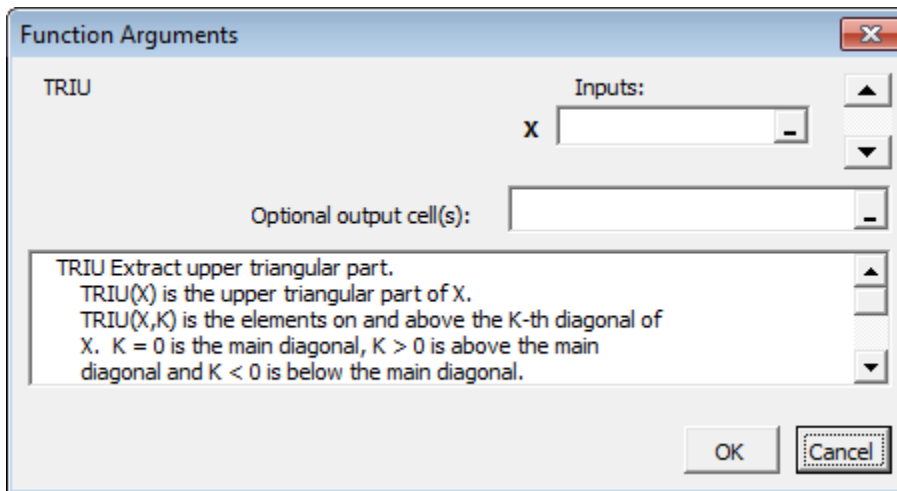 Function Arguments
TRIU
Inputs:
X
Optional output cell(s):
TRIU Extract upper triangular part.
TRIU(X) is the upper triangular part of X.
TRIU(X,K) is the elements on and above the K-th diagonal of
X.  K = 0 is the main diagonal, K > 0 is above the main
diagonal and K < 0 is below the main diagonal.
OK
Cancel